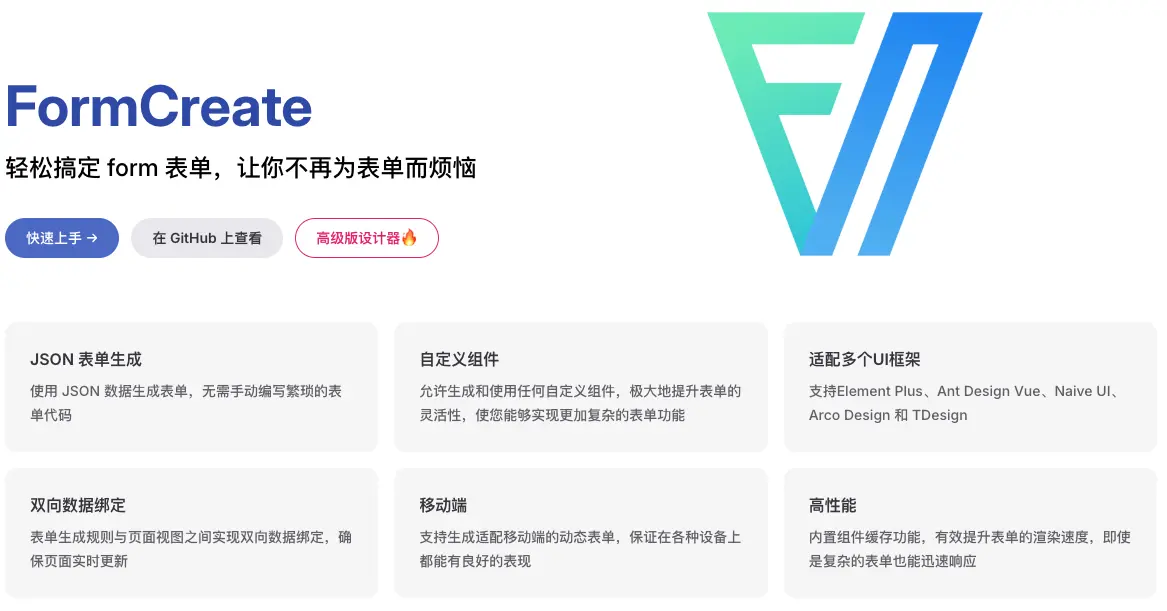 FormCreate
轻松搞定 form 表单，让你不再为表单而烦恼
快速上手 →
在 GitHub 上查看
高级版设计器🔥
JSON 表单生成
使用 JSON 数据生成表单，无需手动编写繁琐的表
单代码
自定义组件
允许生成和使用任何自定义组件，极大地提升表单的
灵活性，使您能够实现更加复杂的表单功能
适配多个UI框架
支持Element Plus、Ant Design Vue、Naive UI、
Arco Design 和 TDesign
双向数据绑定
表单生成规则与页面视图之间实现双向数据绑定，确
保页面实时更新
移动端
支持生成适配移动端的动态表单，保证在各种设备上
都能有良好的表现
高性能
内置组件缓存功能，有效提升表单的渲染速度，即使
是复杂的表单也能迅速响应